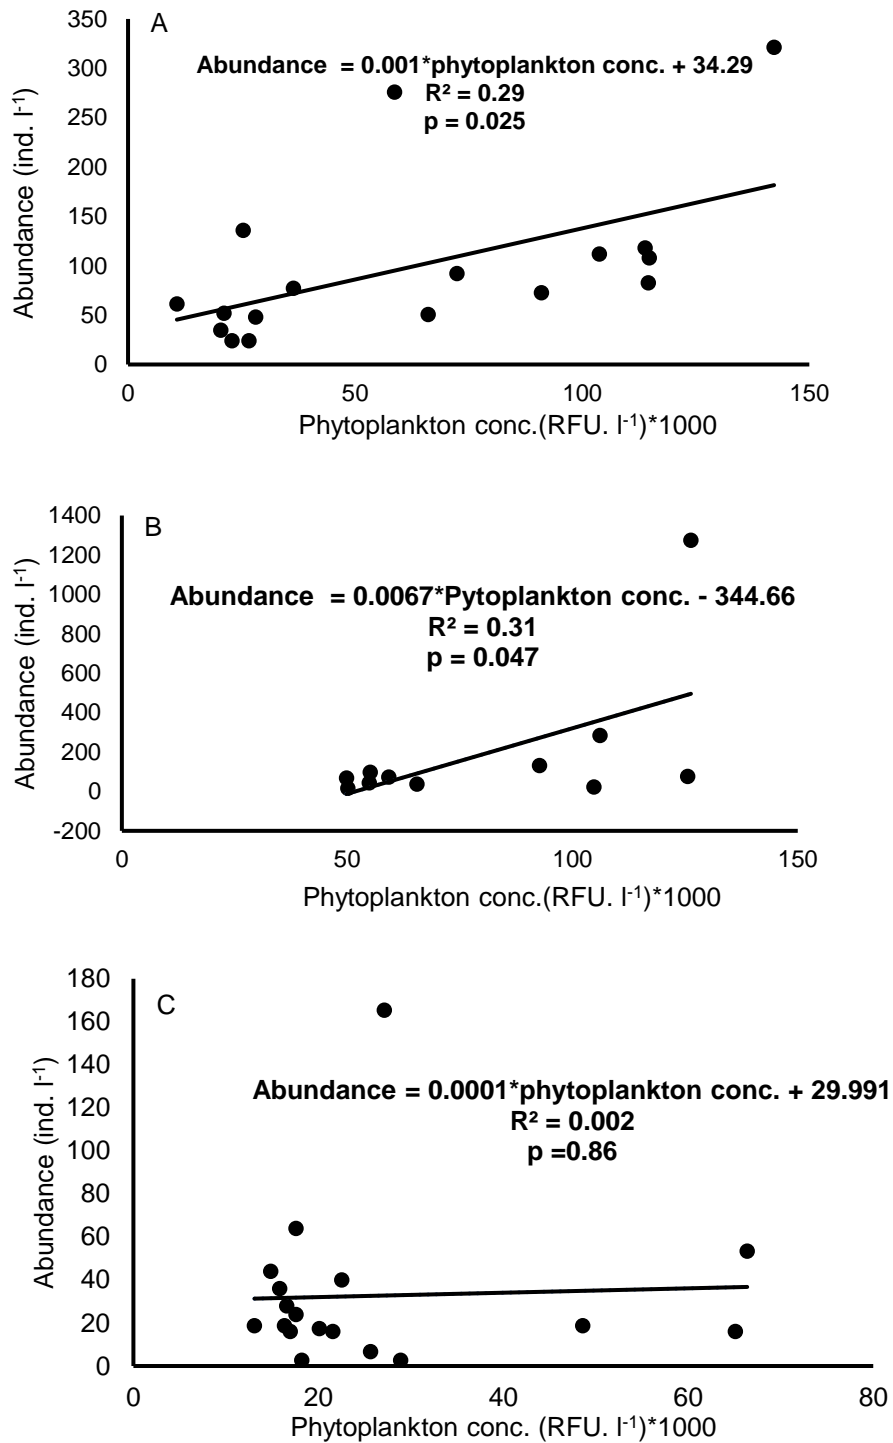 A
Abundance = 0.001*phytoplankton conc. + 34.29
R² = 0.29
p = 0.025
350
300
250
200
150
100
50
0
Abundance (ind. l⁻¹)
0 50 100 150
Phytoplankton conc.(RFU. l⁻¹)*1000
B
Abundance = 0.0067*Pytoplankton conc. - 344.66
R² = 0.31
p = 0.047
1400
1200
1000
800
600
400
200
0
-200
Abundance (ind. l⁻¹)
0 50 100 150
Phytoplankton conc.(RFU. l⁻¹)*1000
C
Abundance = 0.0001*phytoplankton conc. + 29.991
R² = 0.002
p =0.86
180
160
140
120
100
80
60
40
20
0
Abundance (ind. l⁻¹)
0 20 40 60 80
Phytoplankton conc. (RFU. l⁻¹)*1000